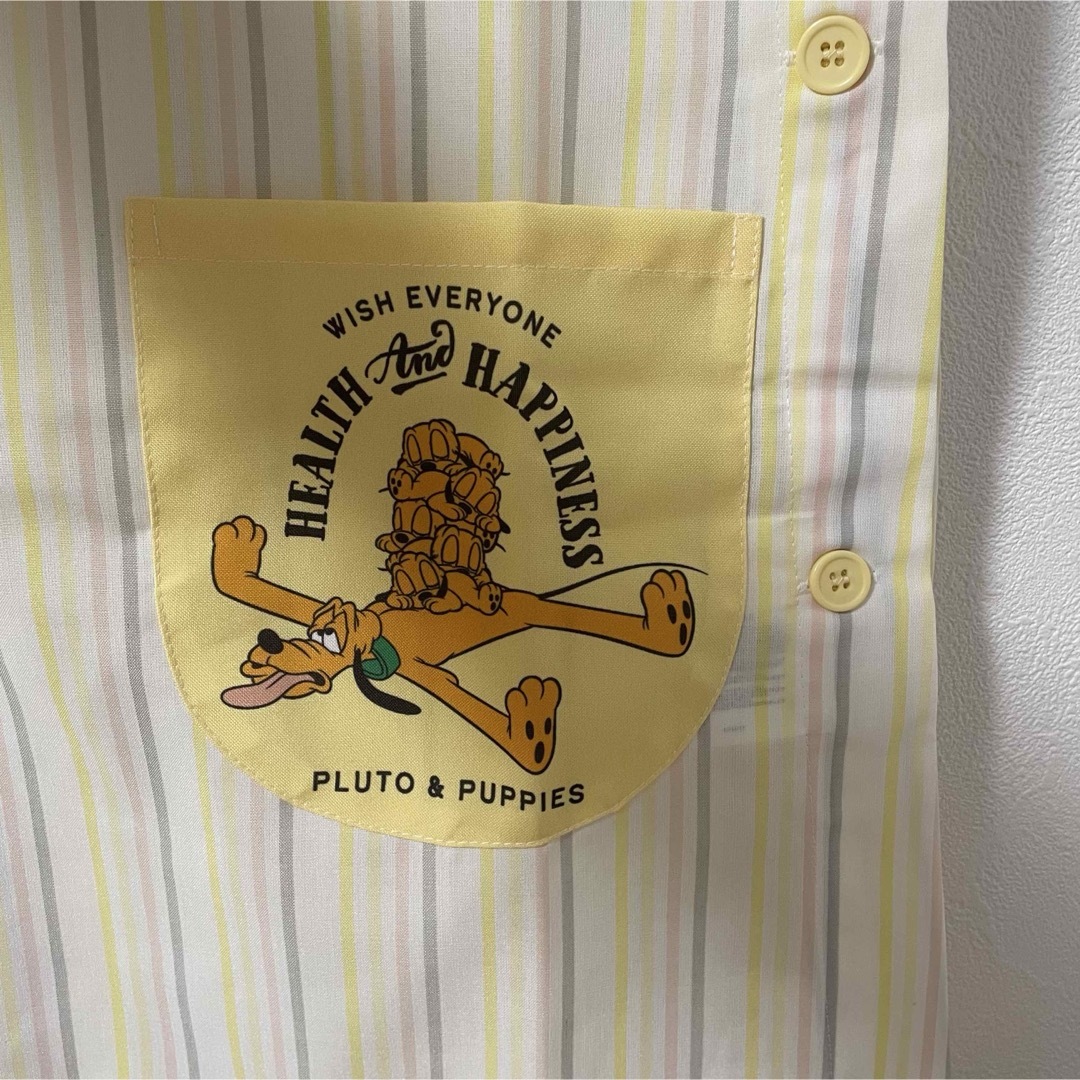 WISH EVERYONE
HEALTH And HAPPINESS
PLUTO & PUPPIES